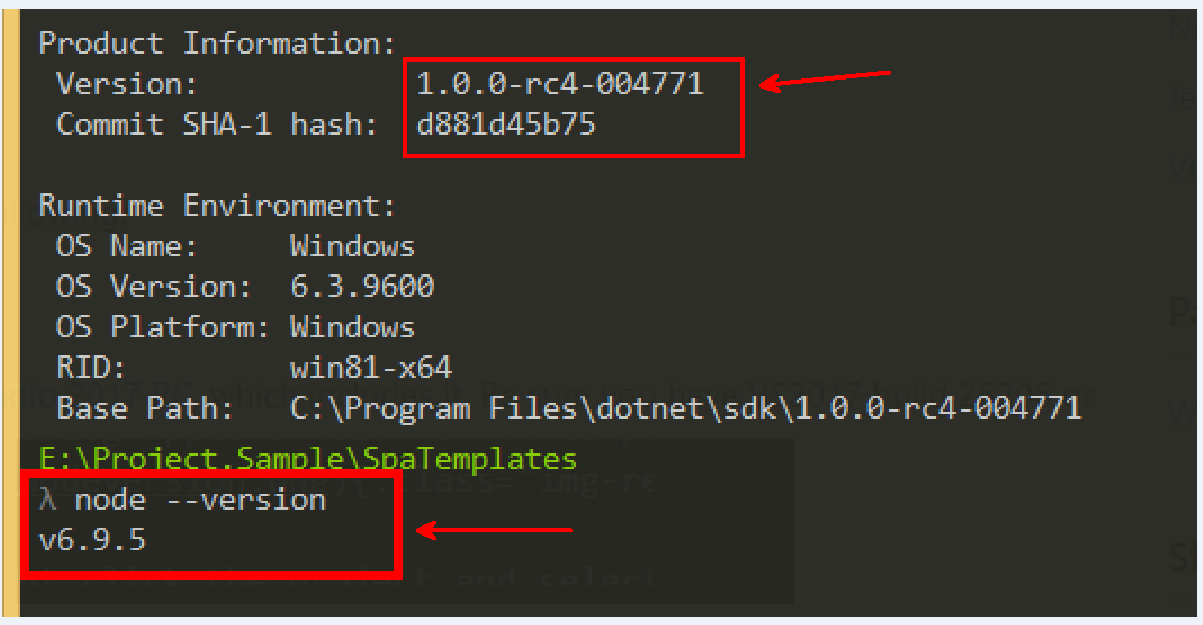 Product Information:
Version: 1.0.0-rc4-004771
Commit SHA-1 hash: d881d45b75
Runtime Environment:
OS Name: Windows
OS Version: 6.3.9600
OS Platform: Windows
RID: win81-x64
Base Path: C:\Program Files\dotnet\sdk\1.0.0-rc4-004771
E:\Project.Sample\SpaTemplates
λ node --version
v6.9.5